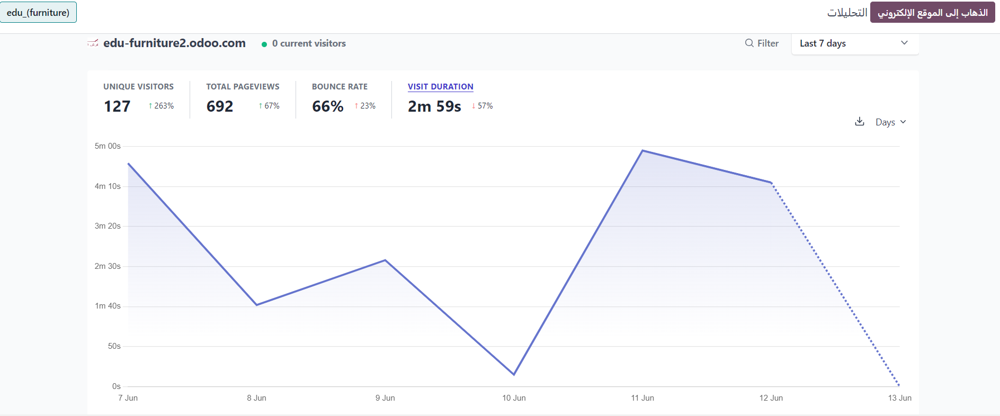 edu_(furniture)
التحليلات
الذهاب إلى الموقع الإلكتروني
edu-furniture2.odoo.com
0 current visitors
Filter
Last 7 days
UNIQUE VISITORS
127 ↑ 263%
TOTAL PAGEVIEWS
692 ↑ 67%
BOUNCE RATE
66% ↑ 23%
VISIT DURATION
2m 59s ↓ 57%
Days
5m 00s
4m 10s
3m 20s
2m 30s
1m 40s
50s
0s
7 Jun 8 Jun 9 Jun 10 Jun 11 Jun 12 Jun 13 Jun